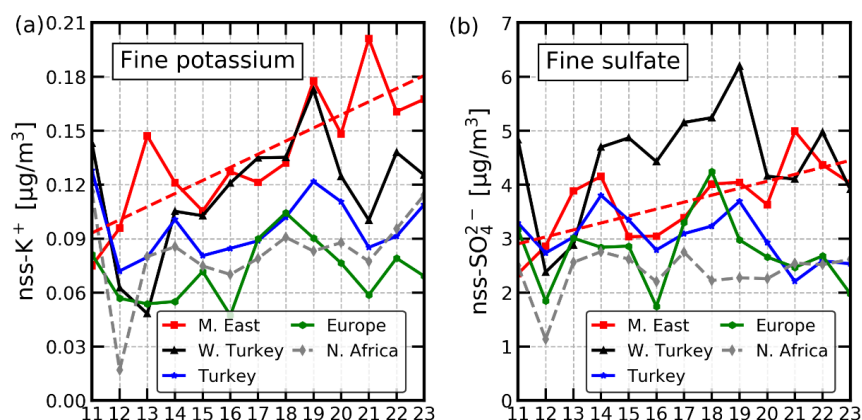 (a)
Fine potassium
nss-K⁺ [μg/m³]
0.21
0.18
0.15
0.12
0.09
0.06
0.03
0.00
M. East
W. Turkey
Turkey
Europe
N. Africa
11 12 13 14 15 16 17 18 19 20 21 22 23
(b)
Fine sulfate
nss-SO₄²⁻ [μg/m³]
7
6
5
4
3
2
1
0
M. East
W. Turkey
Turkey
Europe
N. Africa
11 12 13 14 15 16 17 18 19 20 21 22 23